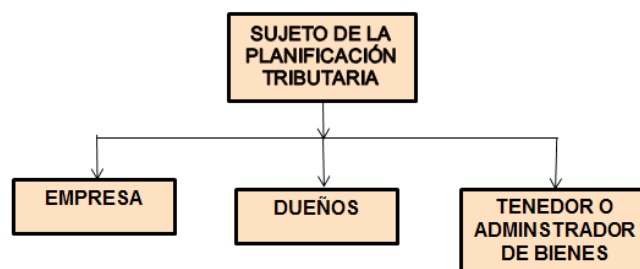 SUJETO DE LA
PLANIFICACIÓN
TRIBUTARIA
EMPRESA
DUEÑOS
TENEDOR O
ADMINSTRADOR
DE BIENES